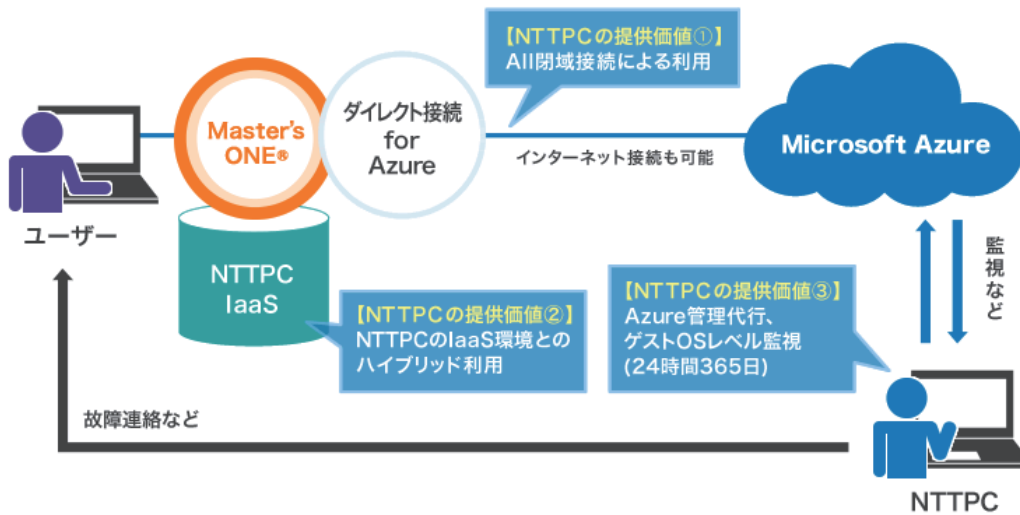 【NTTPCの提供価値①】
All閉域接続による利用
Master's
ONE®
ダイレクト接続
for
Azure
インターネット接続も可能
Microsoft Azure
ユーザー
NTTPC
IaaS
【NTTPCの提供価値②】
NTTPCのIaaS環境との
ハイブリッド利用
【NTTPCの提供価値③】
Azure管理代行、
ゲストOSレベル監視
(24時間365日)
監視など
故障連絡など
NTTPC